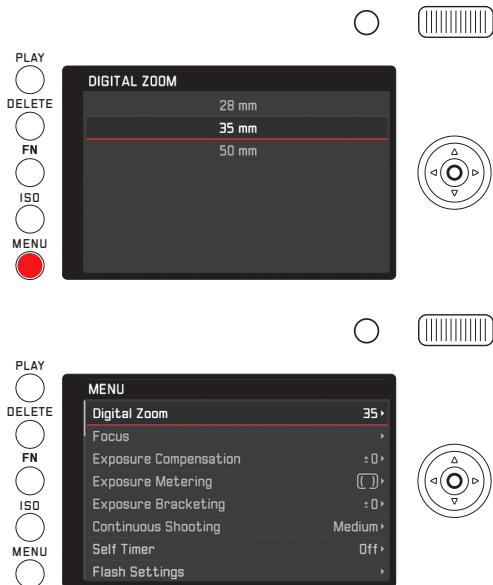 PLAY
DIGITAL ZOOM
DELETE
28 mm
35 mm
FN
50 mm
ISO
MENU
PLAY
MENU
DELETE
Digital Zoom 35
Focus
FN
Exposure Compensation ±0
Exposure Metering
ISO
Exposure Bracketing ±0
Continuous Shooting Medium
MENU
Self Timer Off
Flash Settings